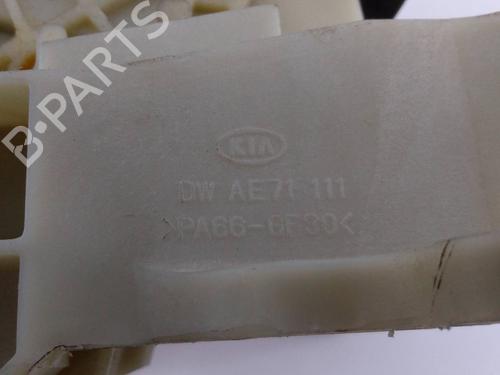 B-PARTS
KIA
DW AE71 111
>PA66-GF30<